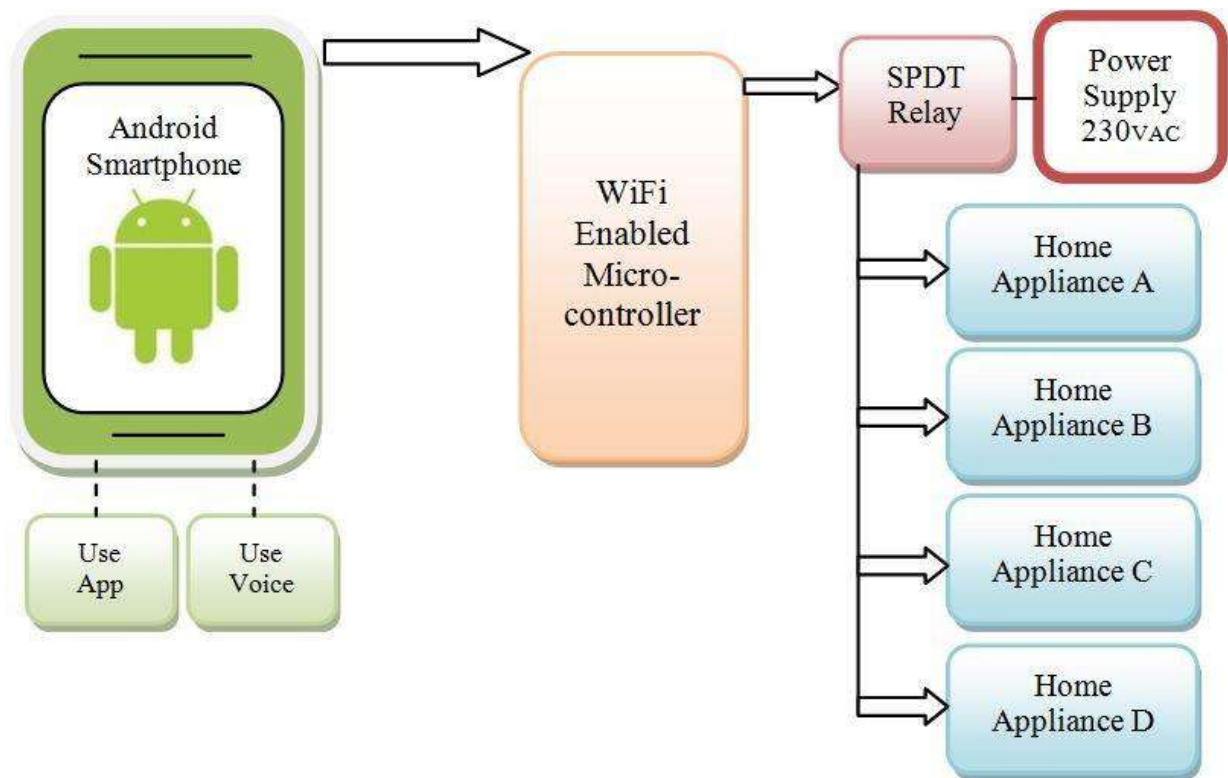 Android
Smartphone
Use
App
Use
Voice
WiFi
Enabled
Micro-
controller
SPDT
Relay
Power
Supply
230VAC
Home
Appliance A
Home
Appliance B
Home
Appliance C
Home
Appliance D